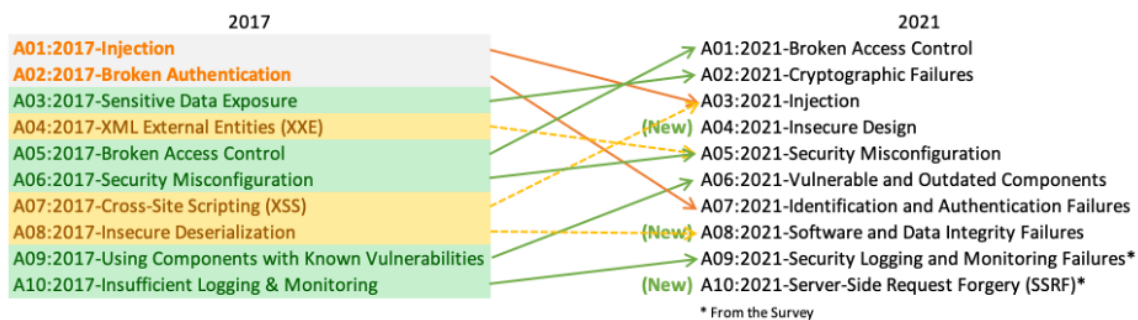 2017 2021
A01:2017-Injection A01:2021-Broken Access Control
A02:2017-Broken Authentication A02:2021-Cryptographic Failures
A03:2017-Sensitive Data Exposure A03:2021-Injection
A04:2017-XML External Entities (XXE) (New) A04:2021-Insecure Design
A05:2017-Broken Access Control A05:2021-Security Misconfiguration
A06:2017-Security Misconfiguration A06:2021-Vulnerable and Outdated Components
A07:2017-Cross-Site Scripting (XSS) A07:2021-Identification and Authentication Failures
A08:2017-Insecure Deserialization (New) A08:2021-Software and Data Integrity Failures
A09:2017-Using Components with Known Vulnerabilities A09:2021-Security Logging and Monitoring Failures*
A10:2017-Insufficient Logging & Monitoring (New) A10:2021-Server-Side Request Forgery (SSRF)*
* From the Survey